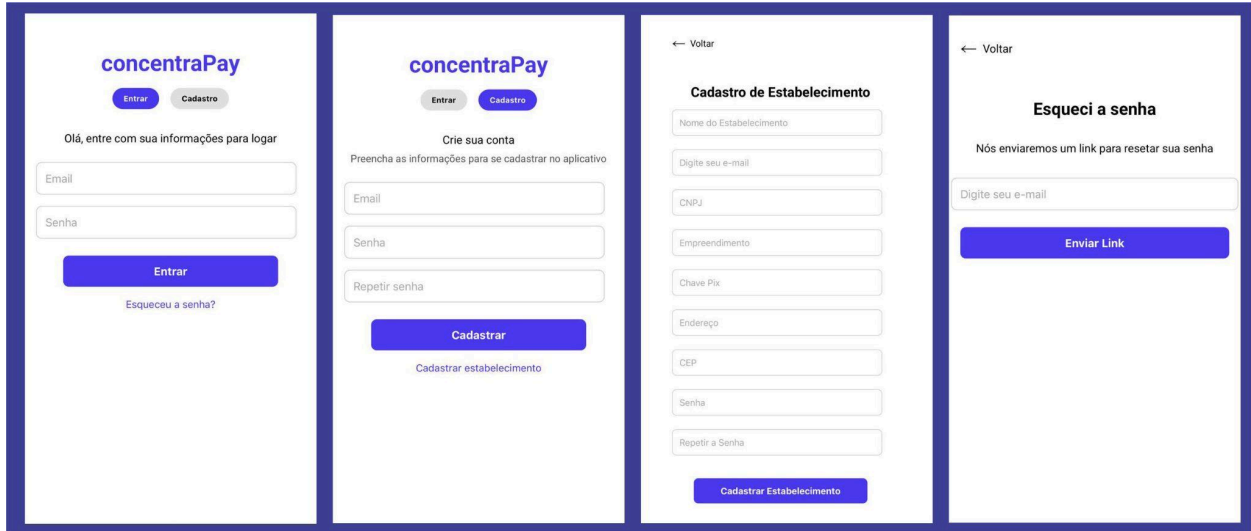 concentraPay
Entrar Cadastro
Olá, entre com sua informações para logar
Email
Senha
Entrar
Esqueceu a senha?
concentraPay
Entrar Cadastro
Crie sua conta
Preencha as informações para se cadastrar no aplicativo
Email
Senha
Repetir senha
Cadastrar
Cadastrar estabelecimento
← Voltar
Cadastro de Estabelecimento
Nome do Estabelecimento
Digite seu e-mail
CNPJ
Empreendimento
Chave Pix
Endereço
CEP
Senha
Repetir a Senha
Cadastrar Estabelecimento
← Voltar
Esqueci a senha
Nós enviaremos um link para resetar sua senha
Digite seu e-mail
Enviar Link